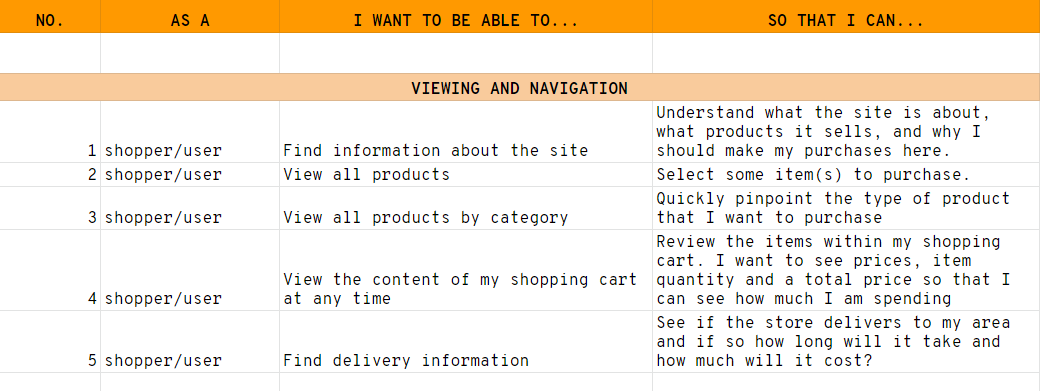 NO. AS A I WANT TO BE ABLE TO... SO THAT I CAN...
VIEWING AND NAVIGATION
1 shopper/user Find information about the site Understand what the site is about,
what products it sells, and why I
should make my purchases here.
2 shopper/user View all products Select some item(s) to purchase.
3 shopper/user View all products by category Quickly pinpoint the type of product
that I want to purchase
4 shopper/user View the content of my shopping cart
at any time Review the items within my shopping
cart. I want to see prices, item
quantity and a total price so that I
can see how much I am spending
5 shopper/user Find delivery information See if the store delivers to my area
and if so how long will it take and
how much will it cost?